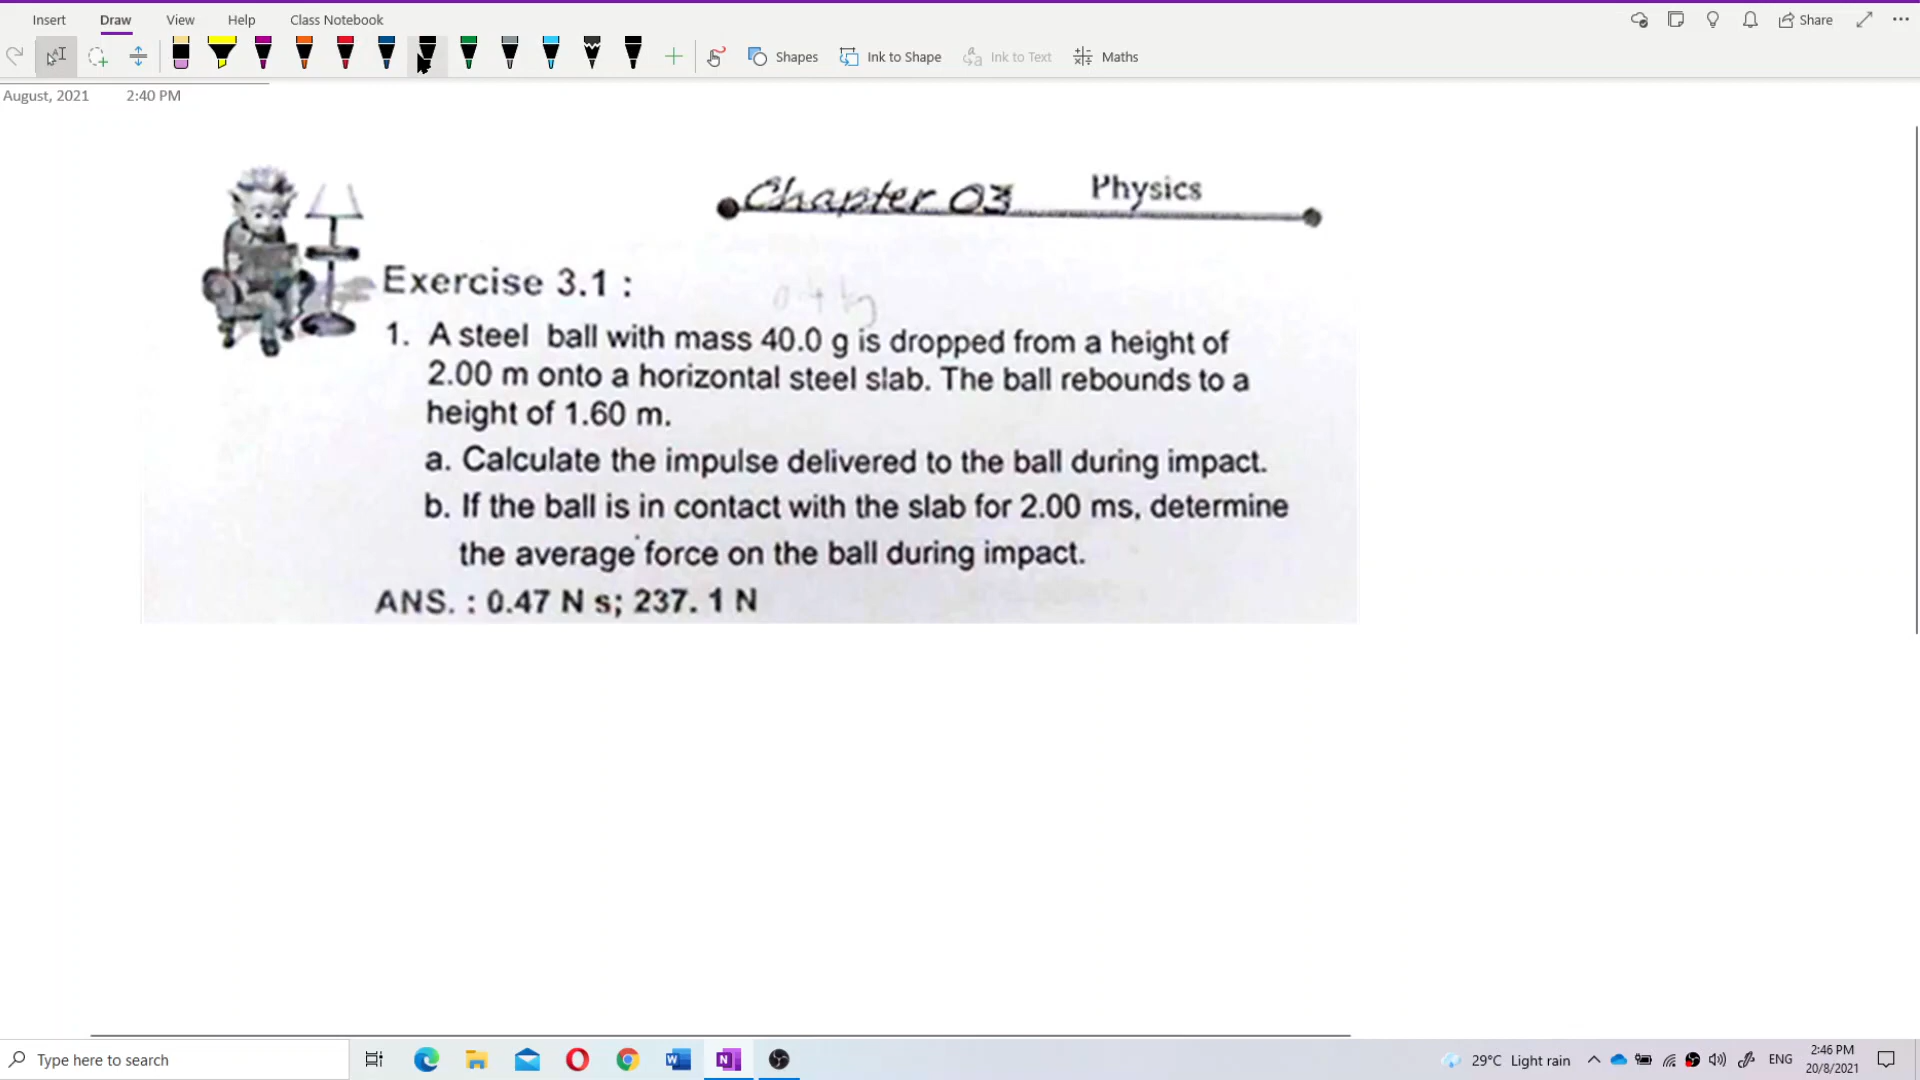 Insert Draw View Help Class Notebook Share
Shapes Ink to Shape Ink to Text Maths
August, 2021 2:40 PM
Chapter 03 Physics
Exercise 3.1 :
1. A steel ball with mass 40.0 g is dropped from a height of
2.00 m onto a horizontal steel slab. The ball rebounds to a
height of 1.60 m.
a. Calculate the impulse delivered to the ball during impact.
b. If the ball is in contact with the slab for 2.00 ms, determine
the average force on the ball during impact.
ANS. : 0.47 N s; 237. 1 N
Type here to search
29°C Light rain
ENG
2:46 PM
20/8/2021